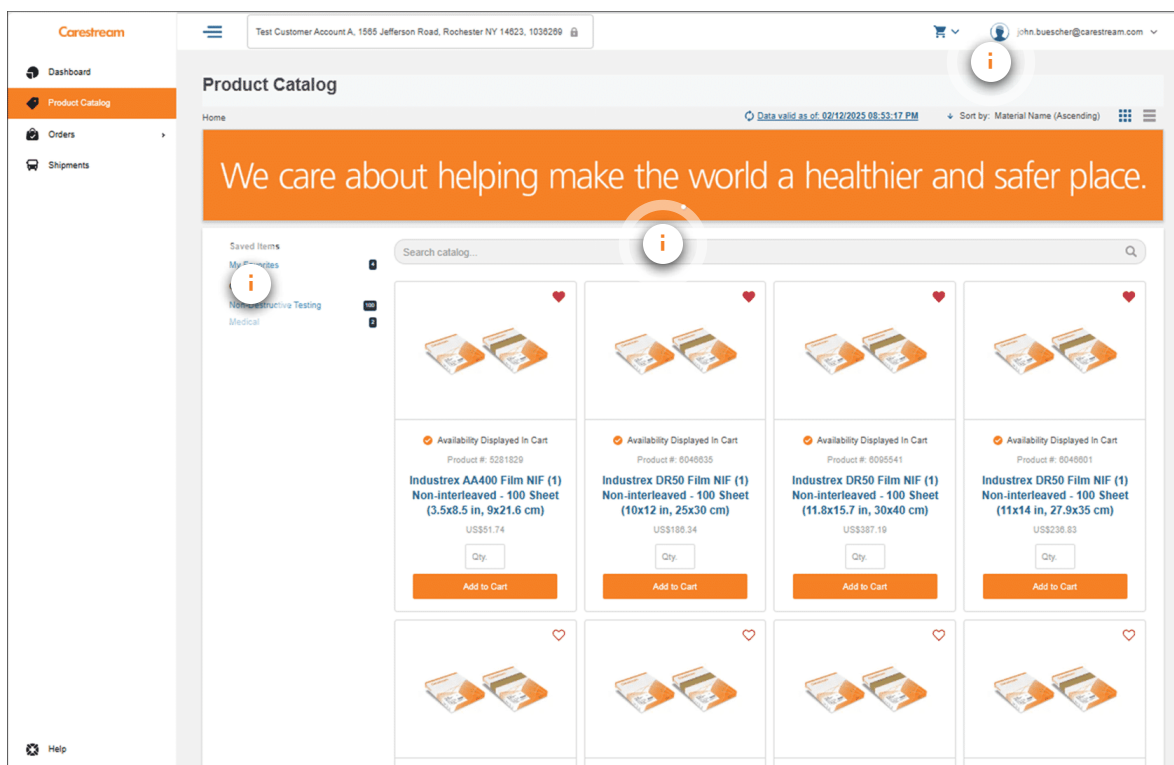 Carestream
Test Customer Account A, 1565 Jefferson Road, Rochester NY 14623, 1036269
john.buescher@carestream.com
Dashboard
Product Catalog
Orders
Shipments
Help
Product Catalog
Home
Data valid as of: 02/12/2025 08:53:17 PM
Sort by: Material Name (Ascending)
We care about helping make the world a healthier and safer place.
Saved Items
My Favorites
4
Non-Destructive Testing
100
Medical
2
Search catalog...
Availability Displayed In Cart
Product #: 5281829
Industrex AA400 Film NIF (1)
Non-interleaved - 100 Sheet
(3.5x8.5 in, 9x21.6 cm)
US$51.74
Qty.
Add to Cart
Availability Displayed In Cart
Product #: 6046635
Industrex DR50 Film NIF (1)
Non-interleaved - 100 Sheet
(10x12 in, 25x30 cm)
US$186.34
Qty.
Add to Cart
Availability Displayed In Cart
Product #: 6095541
Industrex DR50 Film NIF (1)
Non-interleaved - 100 Sheet
(11.8x15.7 in, 30x40 cm)
US$387.19
Qty.
Add to Cart
Availability Displayed In Cart
Product #: 6046601
Industrex DR50 Film NIF (1)
Non-interleaved - 100 Sheet
(11x14 in, 27.9x35 cm)
US$236.83
Qty.
Add to Cart
i
i
i